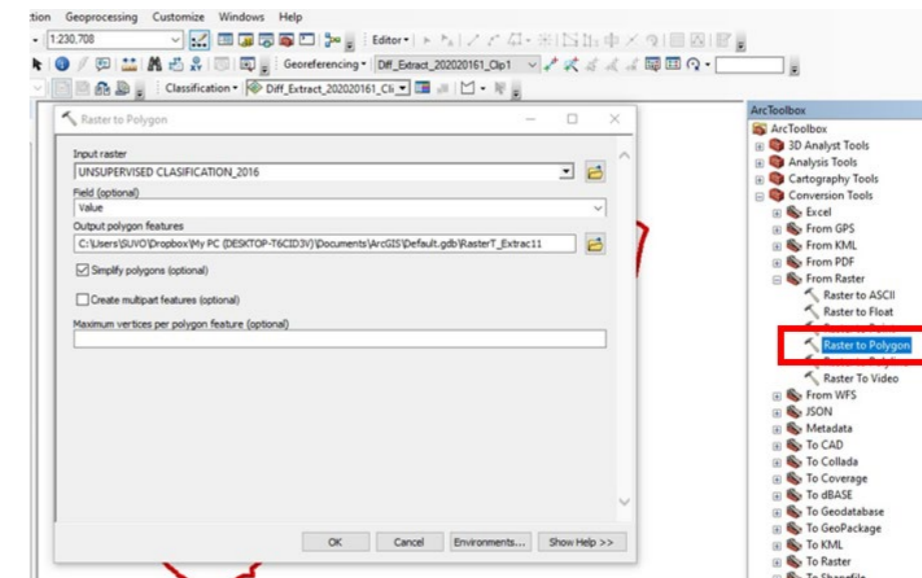 ction Geoprocessing Customize Windows Help
1:230,708
Editor
Georeferencing Diff_Extract_202020161_Clip1
Classification Diff_Extract_202020161_Cli
Raster to Polygon
Input raster
UNSUPERVISED CLASIFICATION_2016
Field (optional)
Value
Output polygon features
C:\Users\SUVO\Dropbox\My PC (DESKTOP-T6CID3V)\Documents\ArcGIS\Default.gdb\RasterT_Extrac11
Simplify polygons (optional)
Create multipart features (optional)
Maximum vertices per polygon feature (optional)
OK Cancel Environments... Show Help >>
ArcToolbox
ArcToolbox
3D Analyst Tools
Analysis Tools
Cartography Tools
Conversion Tools
Excel
From GPS
From KML
From PDF
From Raster
Raster to ASCII
Raster to Float
Raster to Polygon
Raster To Video
From WFS
JSON
Metadata
To CAD
To Collada
To Coverage
To dBASE
To Geodatabase
To GeoPackage
To KML
To Raster
To Shapefile